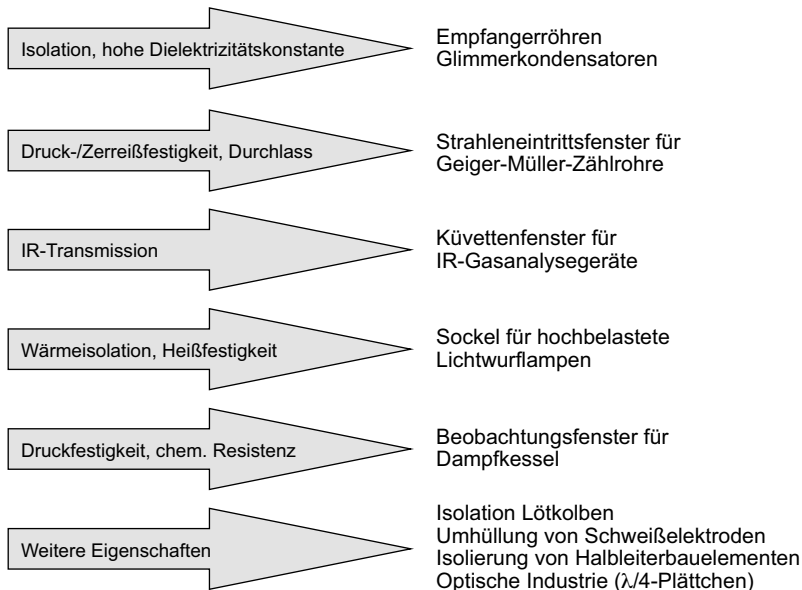 Isolation, hohe Dielektrizitätskonstante
Empfangerröhren
Glimmerkondensatoren
Druck-/Zerreißfestigkeit, Durchlass
Strahleneintrittsfenster für
Geiger-Müller-Zählrohre
IR-Transmission
Küvettenfenster für
IR-Gasanalysegeräte
Wärmeisolation, Heißfestigkeit
Sockel für hochbelastete
Lichtwurflampen
Druckfestigkeit, chem. Resistenz
Beobachtungsfenster für
Dampfkessel
Weitere Eigenschaften
Isolation Lötkolben
Umhüllung von Schweißelektroden
Isolierung von Halbleiterbauelementen
Optische Industrie (λ/4-Plättchen)